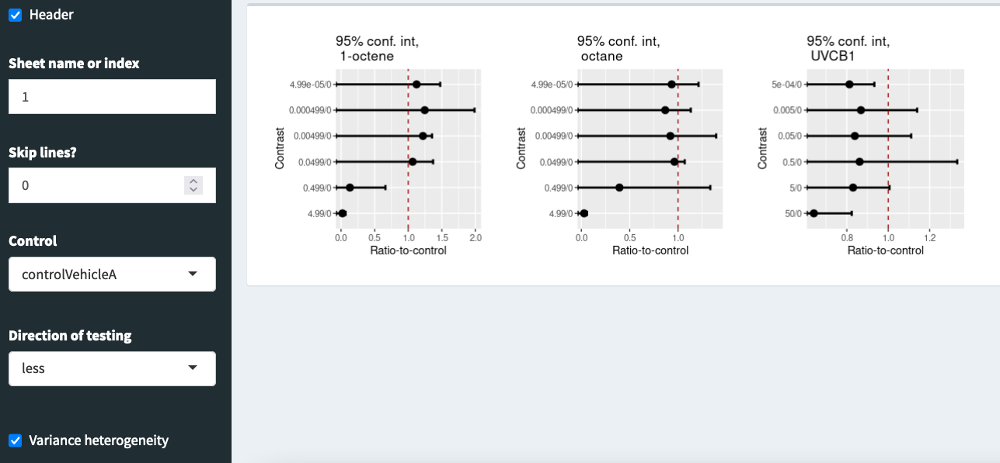 Header
Sheet name or index
1
Skip lines?
0
Control
controlVehicleA
Direction of testing
less
Variance heterogeneity
95% conf. int,
1-octene
Contrast
4.99e-05/0
0.000499/0
0.00499/0
0.0499/0
0.499/0
4.99/0
0.0 0.5 1.0 1.5 2.0
Ratio-to-control
95% conf. int,
octane
Contrast
4.99e-05/0
0.000499/0
0.00499/0
0.0499/0
0.499/0
4.99/0
0.0 0.5 1.0
Ratio-to-control
95% conf. int,
UVCB1
Contrast
5e-04/0
0.005/0
0.05/0
0.5/0
5/0
50/0
0.8 1.0 1.2
Ratio-to-control